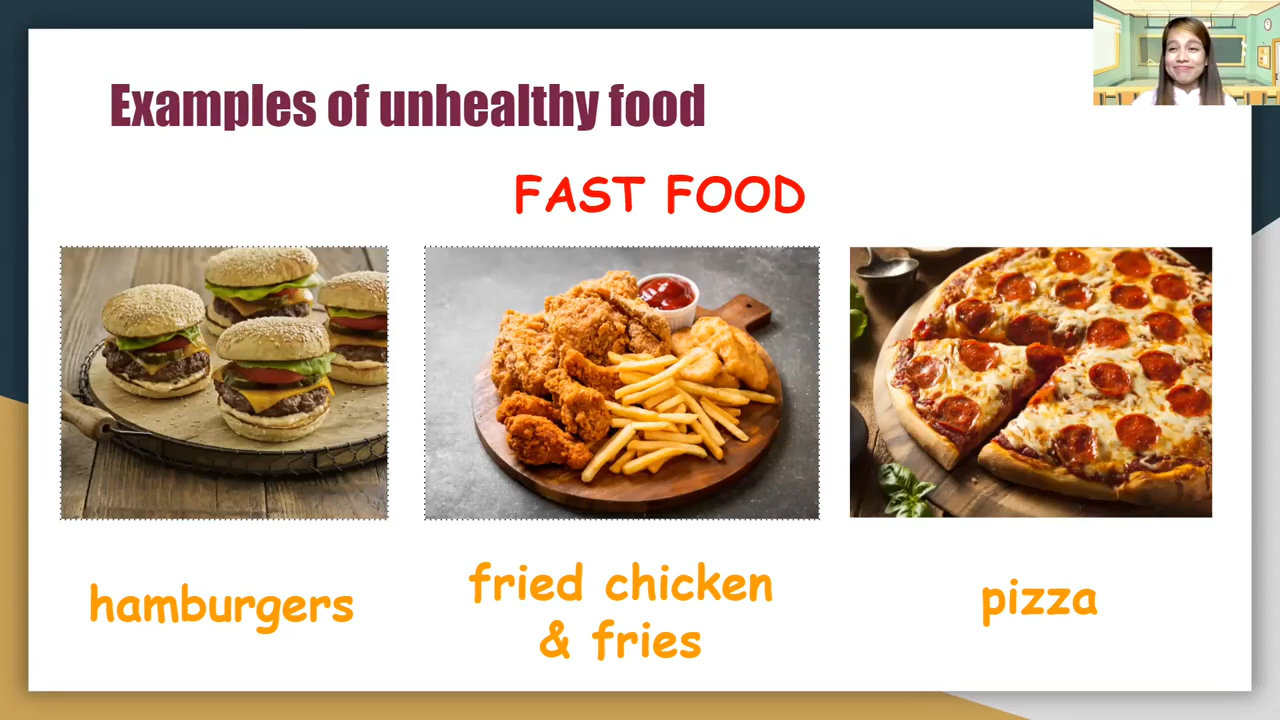 Examples of unhealthy food
FAST FOOD
hamburgers
fried chicken
& fries
pizza